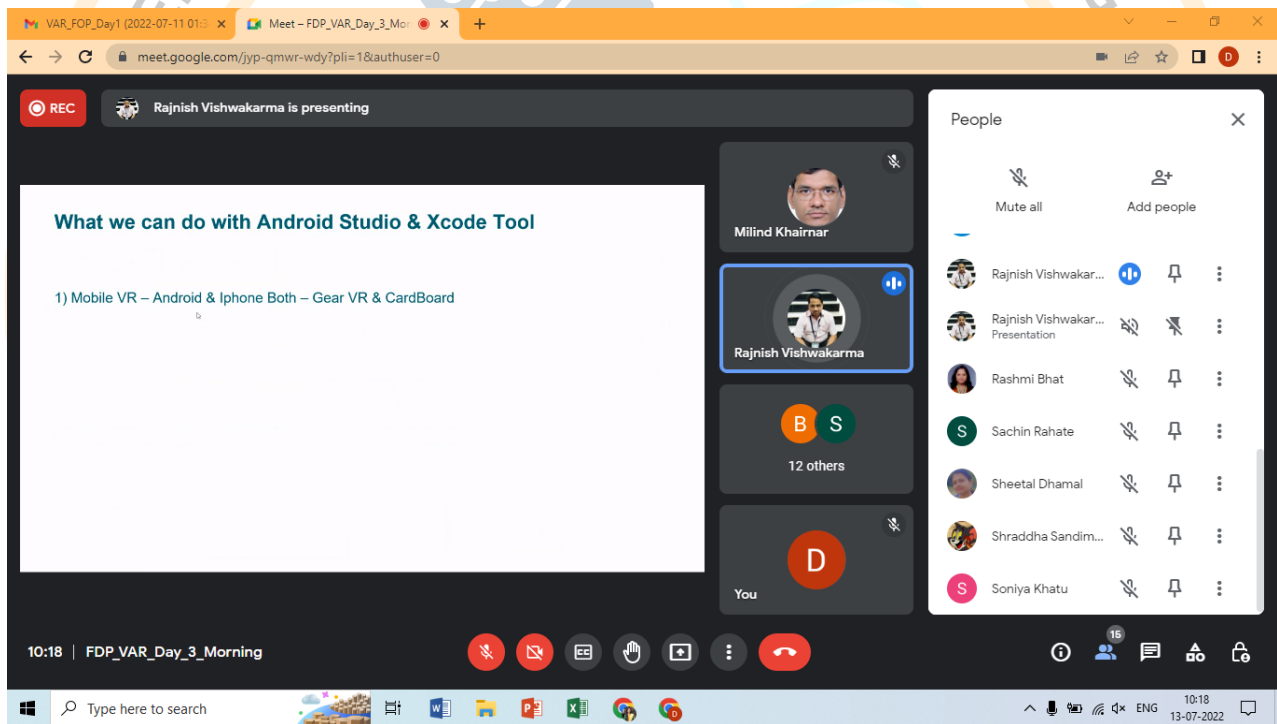 VAR_FOP_Day1 (2022-07-11 01:3
Meet – FDP_VAR_Day_3_Mor
meet.google.com/jyp-qmwr-wdy?pli=1&authuser=0
D
REC
Rajnish Vishwakarma is presenting
What we can do with Android Studio & Xcode Tool
1) Mobile VR – Android & Iphone Both – Gear VR & CardBoard
Milind Khairnar
Rajnish Vishwakarma
B S
12 others
D
You
People
Mute all
Add people
Rajnish Vishwakar...
Rajnish Vishwakar...
Presentation
Rashmi Bhat
S
Sachin Rahate
Sheetal Dhamal
Shraddha Sandim...
S
Soniya Khatu
10:18 | FDP_VAR_Day_3_Morning
CC
15
Type here to search
ENG
10:18
13-07-2022